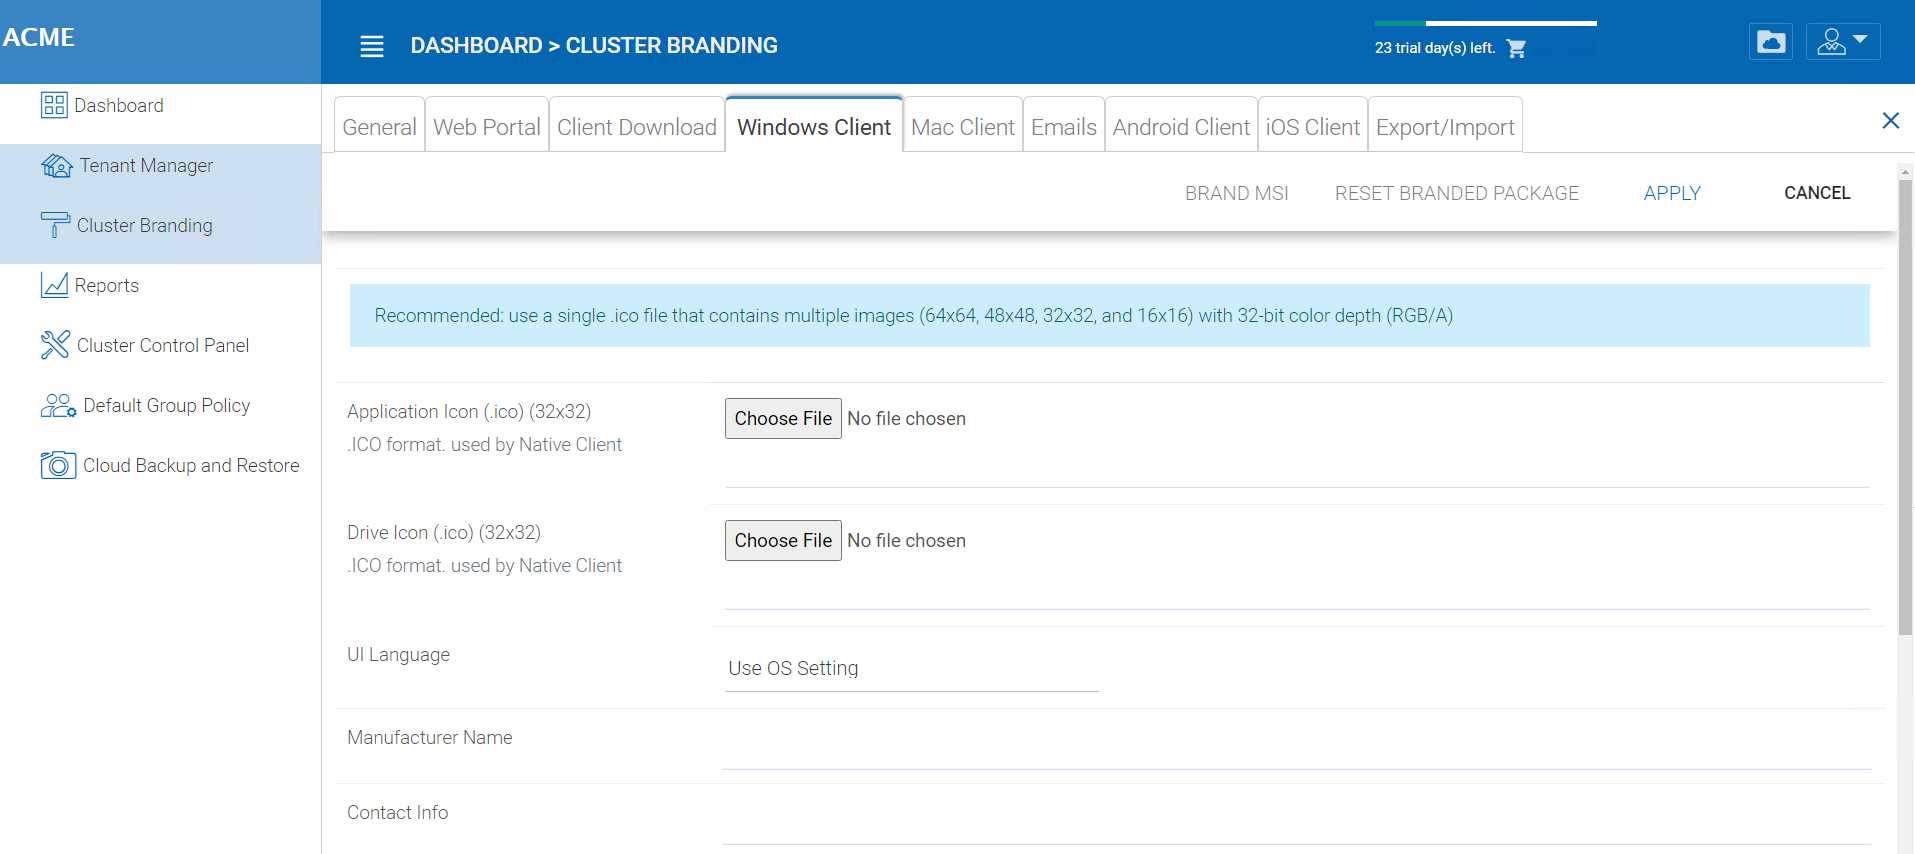 ACME
DASHBOARD > CLUSTER BRANDING
23 trial day(s) left.
Dashboard
Tenant Manager
Cluster Branding
Reports
Cluster Control Panel
Default Group Policy
Cloud Backup and Restore
General
Web Portal
Client Download
Windows Client
Mac Client
Emails
Android Client
iOS Client
Export/Import
BRAND MSI
RESET BRANDED PACKAGE
APPLY
CANCEL
Recommended: use a single .ico file that contains multiple images (64x64, 48x48, 32x32, and 16x16) with 32-bit color depth (RGB/A)
Application Icon (.ico) (32x32)
.ICO format. used by Native Client
Choose File No file chosen
Drive Icon (.ico) (32x32)
.ICO format. used by Native Client
Choose File No file chosen
UI Language
Use OS Setting
Manufacturer Name
Contact Info